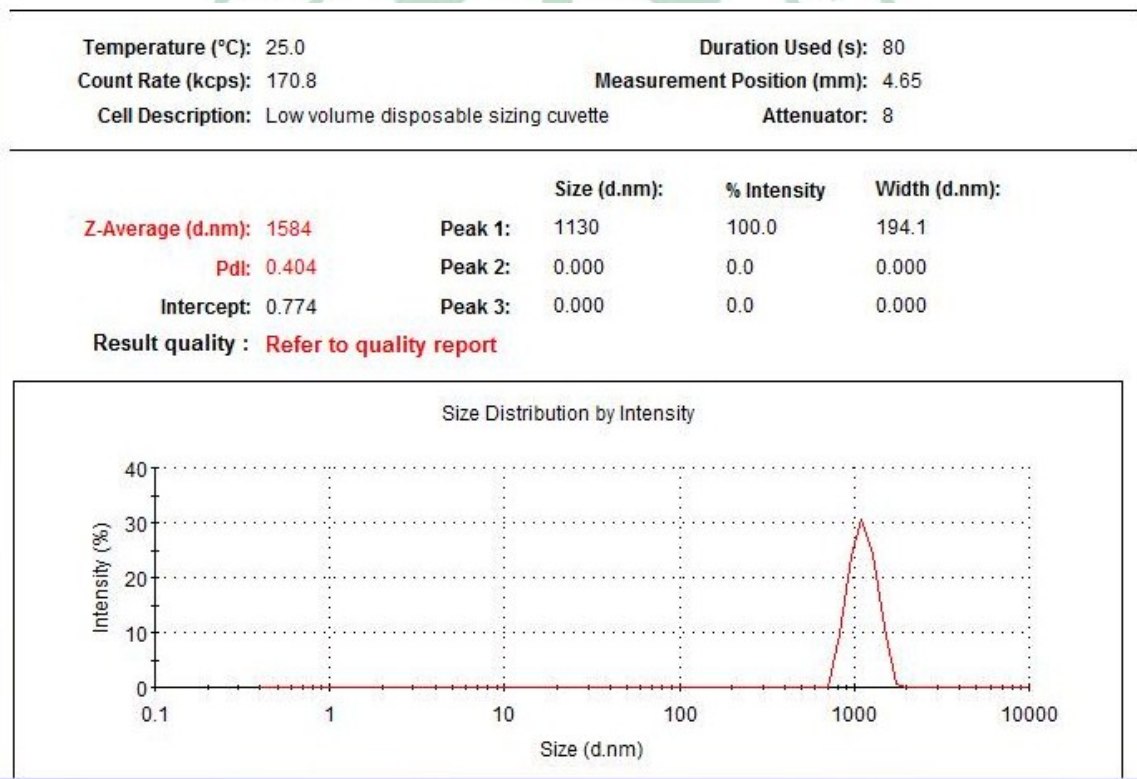 Temperature (°C): 25.0 Duration Used (s): 80
Count Rate (kcps): 170.8 Measurement Position (mm): 4.65
Cell Description: Low volume disposable sizing cuvette Attenuator: 8
Size (d.nm): % Intensity Width (d.nm):
Z-Average (d.nm): 1584 Peak 1: 1130 100.0 194.1
PdI: 0.404 Peak 2: 0.000 0.0 0.000
Intercept: 0.774 Peak 3: 0.000 0.0 0.000
Result quality : Refer to quality report
Size Distribution by Intensity
40
30
20
10
0
Intensity (%)
0.1 1 10 100 1000 10000
Size (d.nm)